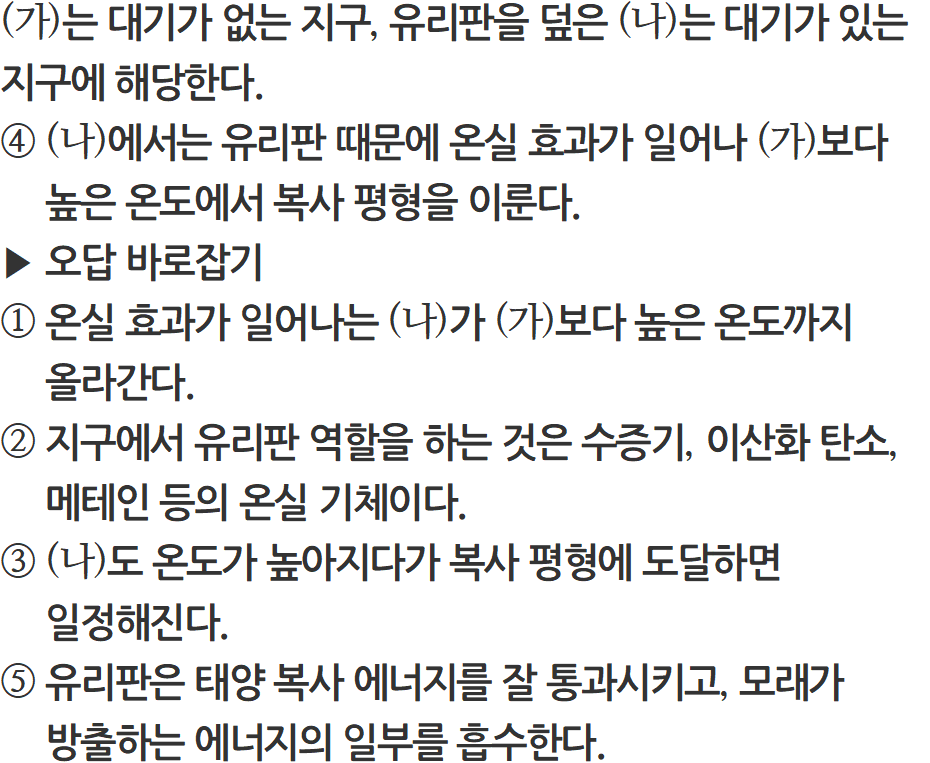 (가)는 대기가 없는 지구, 유리판을 덮은 (나)는 대기가 있는
지구에 해당한다.
④ (나)에서는 유리판 때문에 온실 효과가 일어나 (가)보다
높은 온도에서 복사 평형을 이룬다.
▶ 오답 바로잡기
① 온실 효과가 일어나는 (나)가 (가)보다 높은 온도까지
올라간다.
② 지구에서 유리판 역할을 하는 것은 수증기, 이산화 탄소,
메테인 등의 온실 기체이다.
③ (나)도 온도가 높아지다가 복사 평형에 도달하면
일정해진다.
⑤ 유리판은 태양 복사 에너지를 잘 통과시키고, 모래가
방출하는 에너지의 일부를 흡수한다.